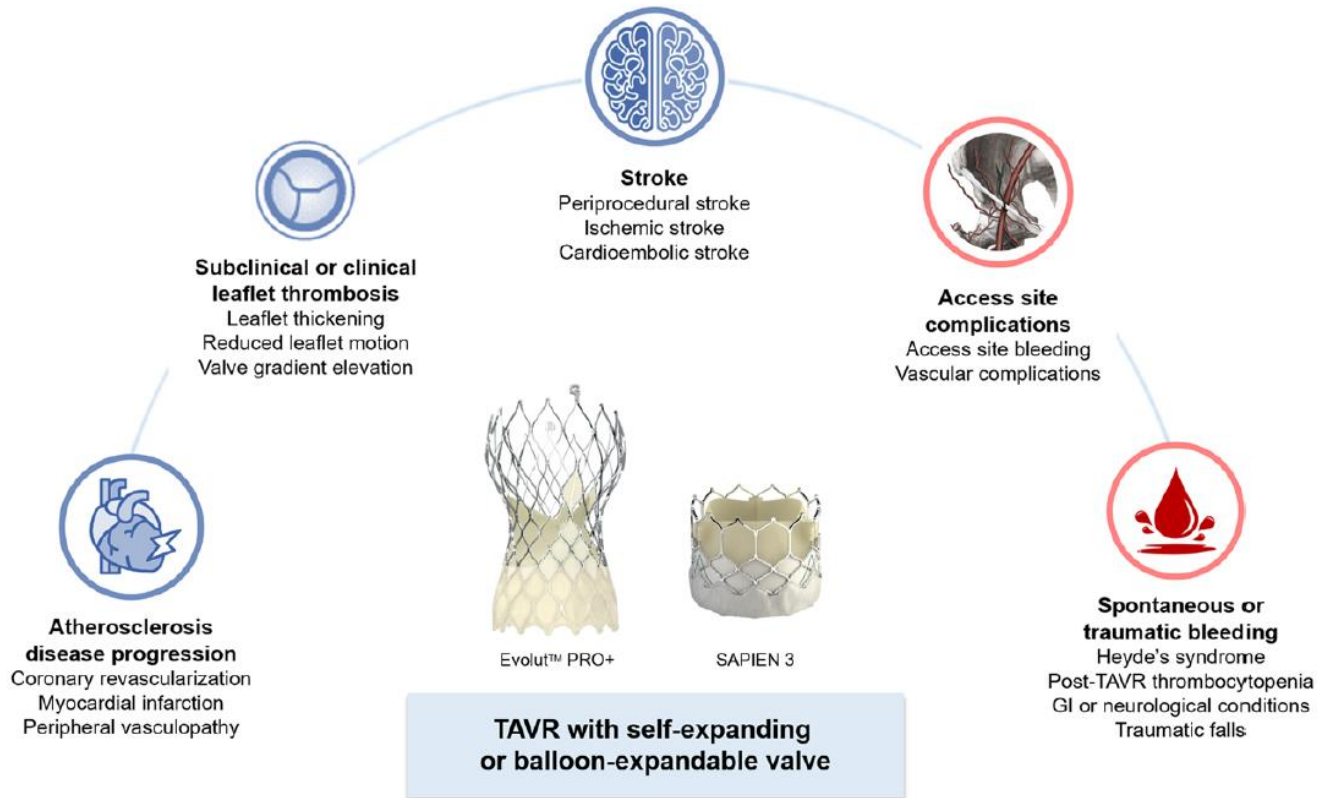 Stroke
Periprocedural stroke
Ischemic stroke
Cardioembolic stroke
Subclinical or clinical
leaflet thrombosis
Leaflet thickening
Reduced leaflet motion
Valve gradient elevation
Access site
complications
Access site bleeding
Vascular complications
Atherosclerosis
disease progression
Coronary revascularization
Myocardial infarction
Peripheral vasculopathy
Evolut™ PRO+
SAPIEN 3
Spontaneous or
traumatic bleeding
Heyde's syndrome
Post-TAVR thrombocytopenia
GI or neurological conditions
Traumatic falls
TAVR with self-expanding
or balloon-expandable valve